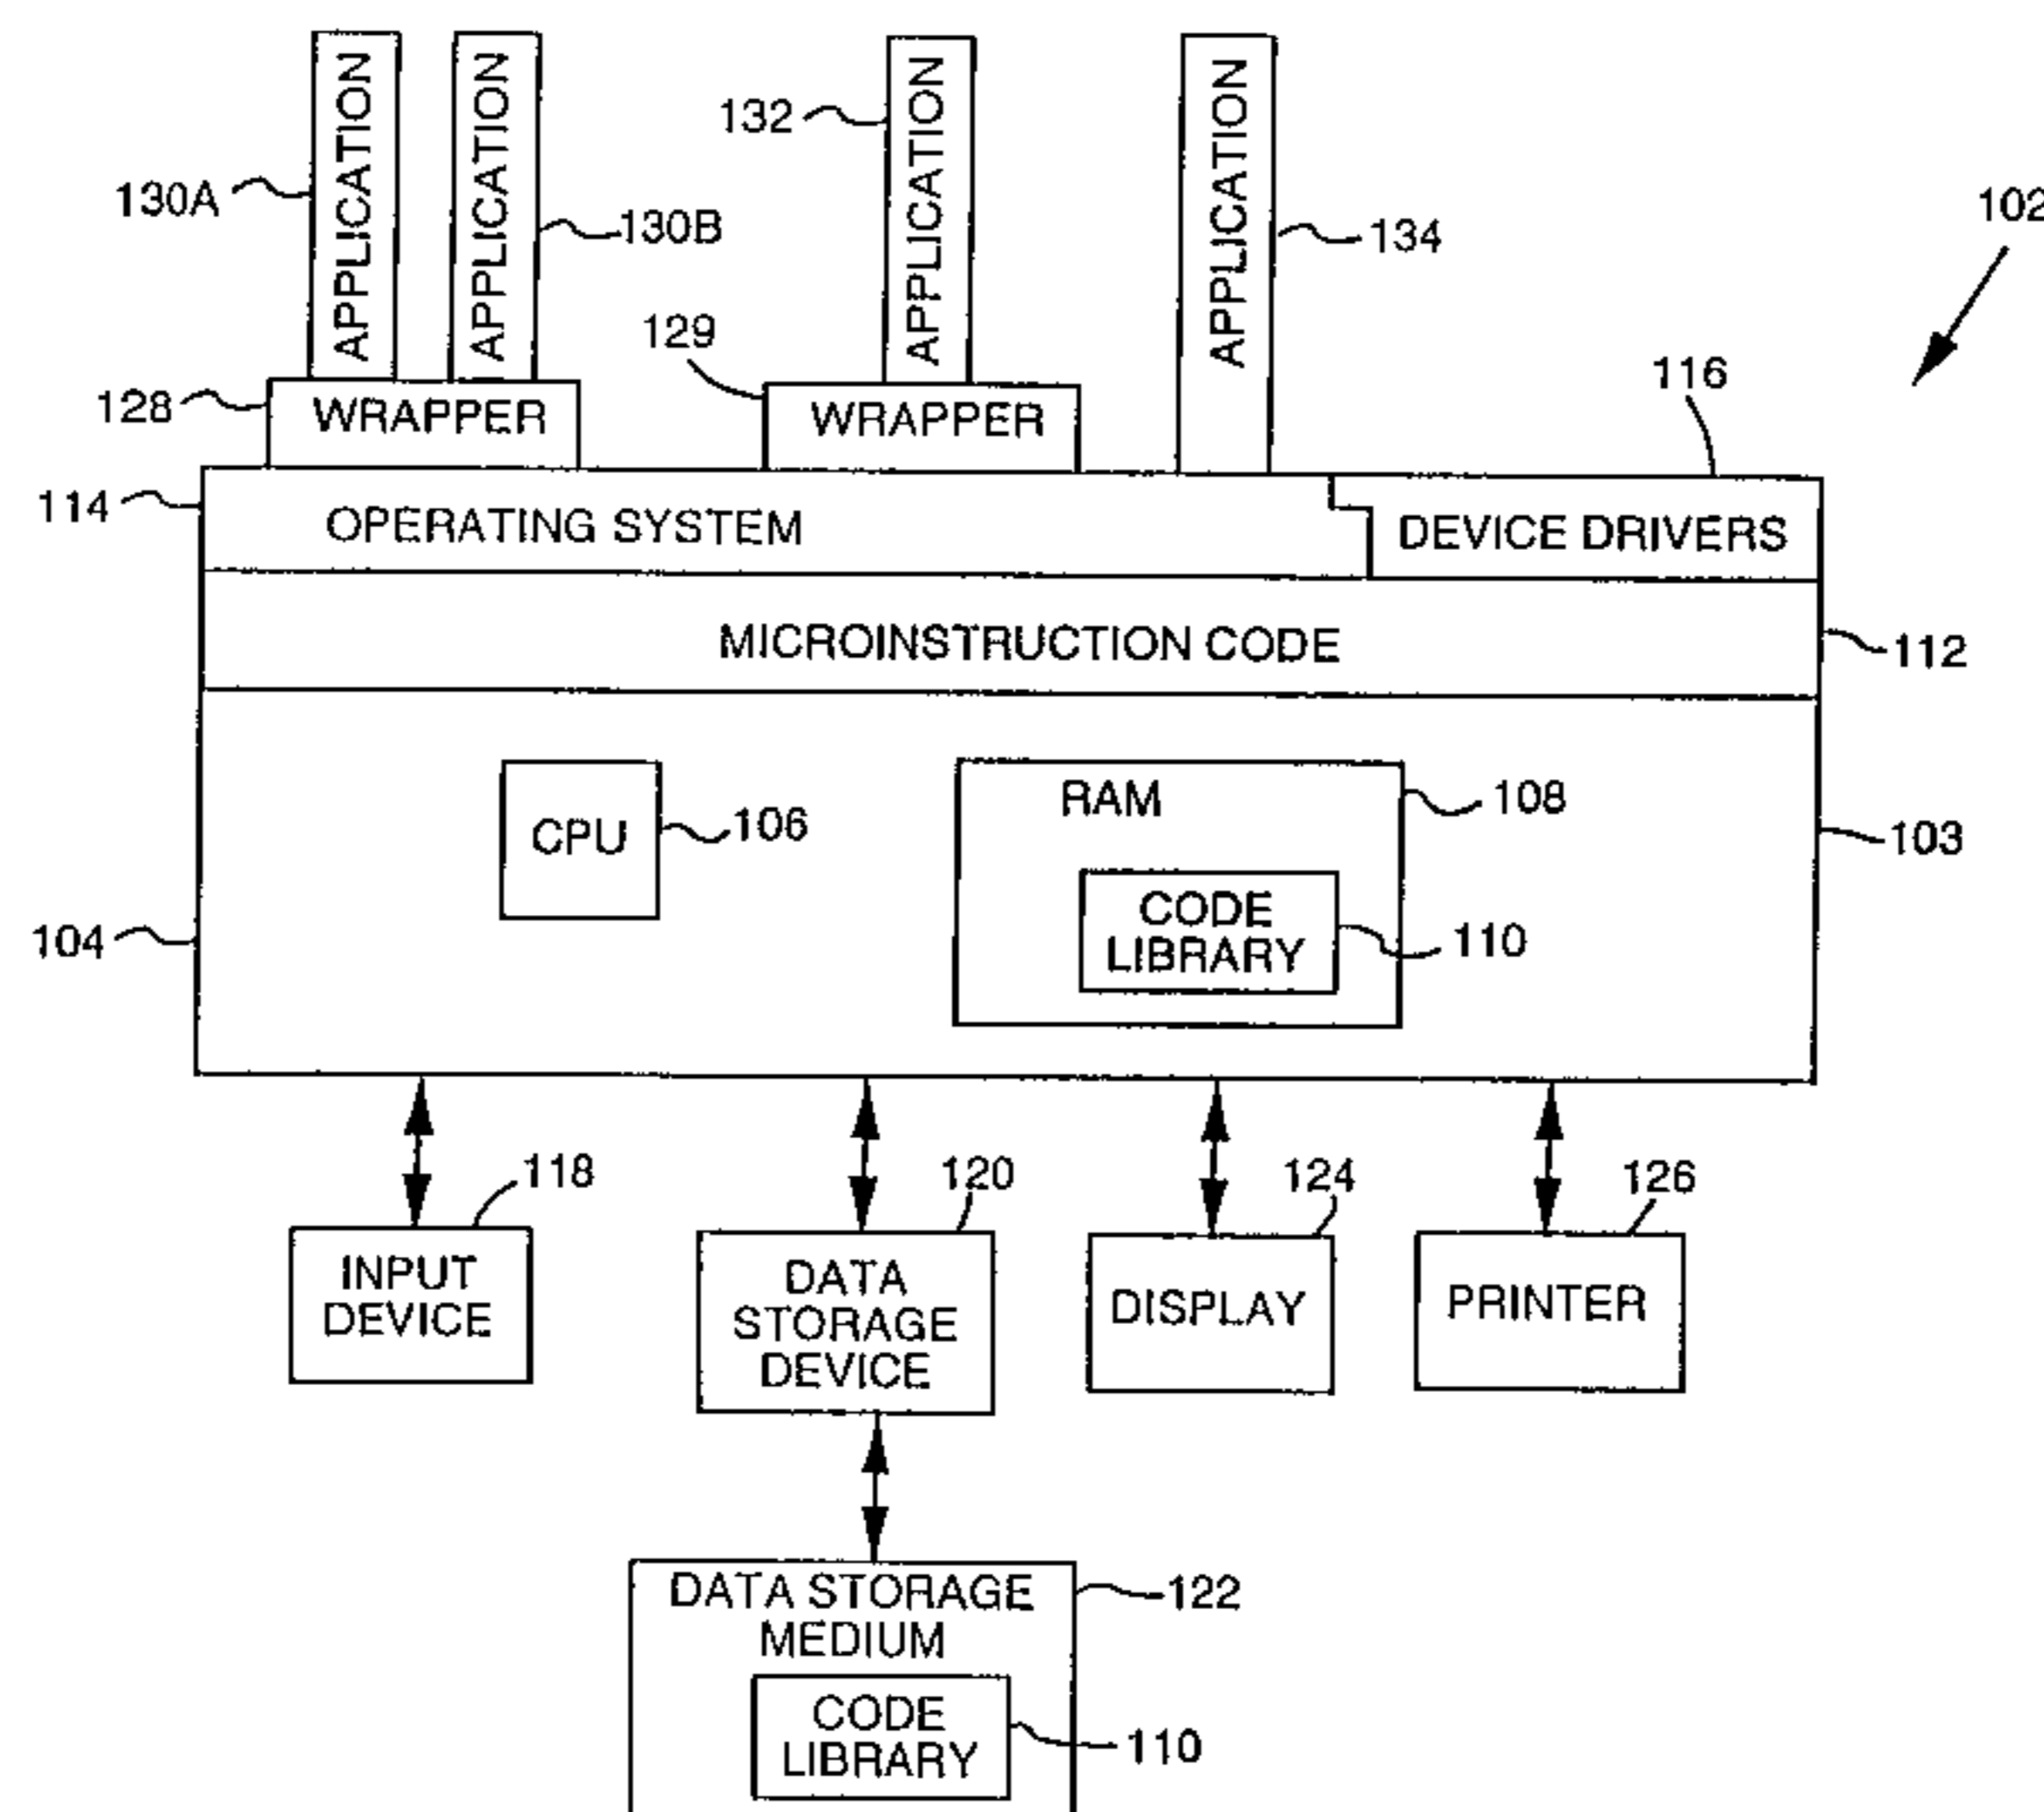 APPLICATION
APPLICATION
APPLICATION
APPLICATION
132
130A
130B
134
102
129
116
128
WRAPPER
WRAPPER
114
OPERATING SYSTEM
DEVICE DRIVERS
MICROINSTRUCTION CODE
112
RAM
108
CPU
106
103
CODE
LIBRARY
110
104
118
120
124
126
INPUT
DEVICE
DATA
STORAGE
DEVICE
DISPLAY
PRINTER
DATA STORAGE
MEDIUM
122
CODE
LIBRARY
110